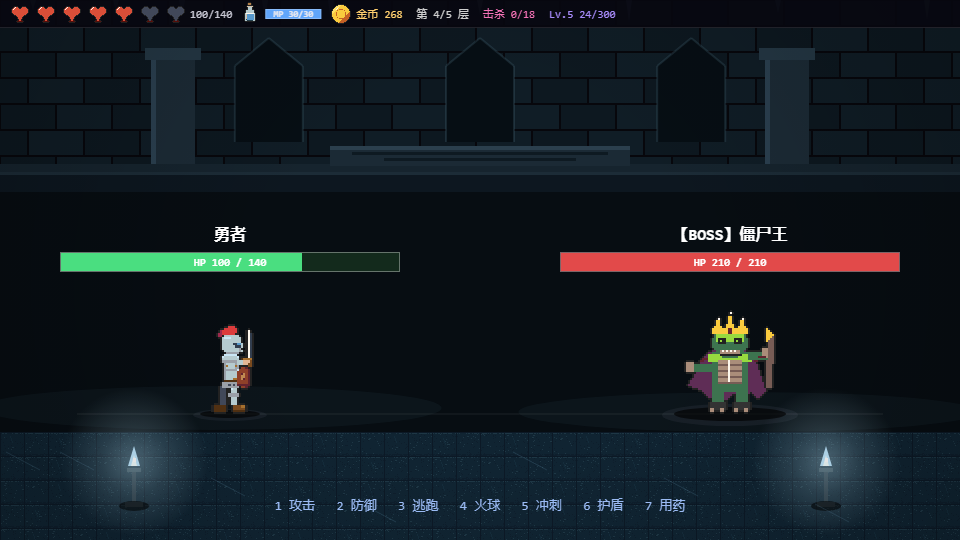 100/140 MP 30/30 金币 268 第 4/5 层 击杀 0/18 Lv.5 24/300
勇者 【BOSS】僵尸王
HP 100 / 140 HP 210 / 210
1 攻击 2 防御 3 逃跑 4 火球 5 冲刺 6 护盾 7 用药